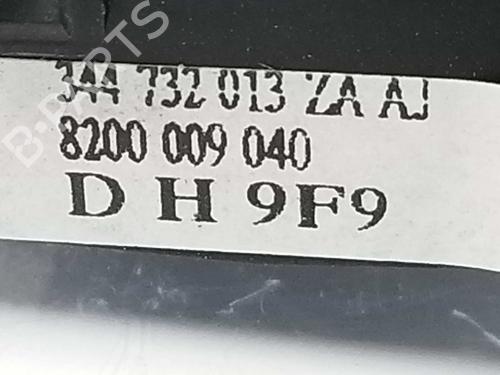 344 732 013 ZA AJ
8200 009 040
D H 9F9
B-PARTS